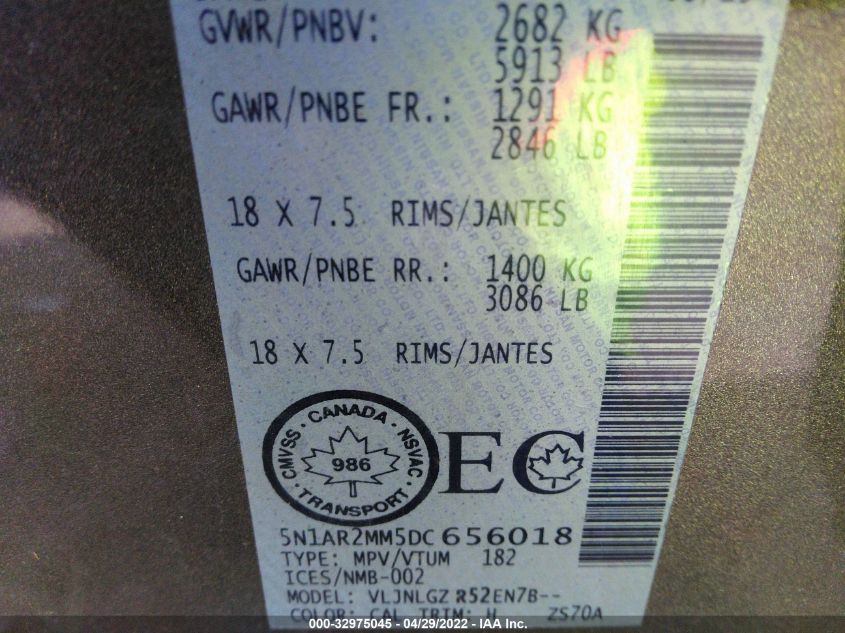 GVWR/PNBV: 2682 KG
5913 LB
GAWR/PNBE FR.: 1291 KG
2846 LB
18 X 7.5 RIMS/JANTES
GAWR/PNBE RR.: 1400 KG
3086 LB
18 X 7.5 RIMS/JANTES
CANADA
CMVSS NSVAC
986
TRANSPORT
EC
5N1AR2MM5DC656018
TYPE: MPV/VTUM 182
ICES/NMB-002
MODEL: VLJNLGZ R52EN7B--
COLOR: CAL TRIM: H ZS70A
000-32975045 - 04/29/2022 - IAA Inc.